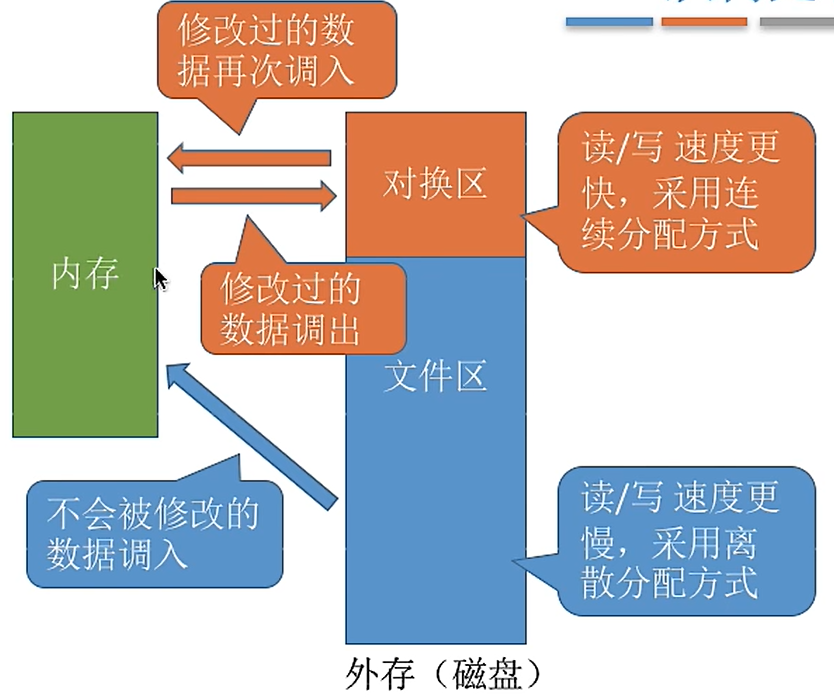 修改过的数
据再次调入
对换区
读/写 速度更
快，采用连
续分配方式
内存
修改过的
数据调出
文件区
不会被修改的
数据调入
读/写 速度更
慢，采用离
散分配方式
外存（磁盘）